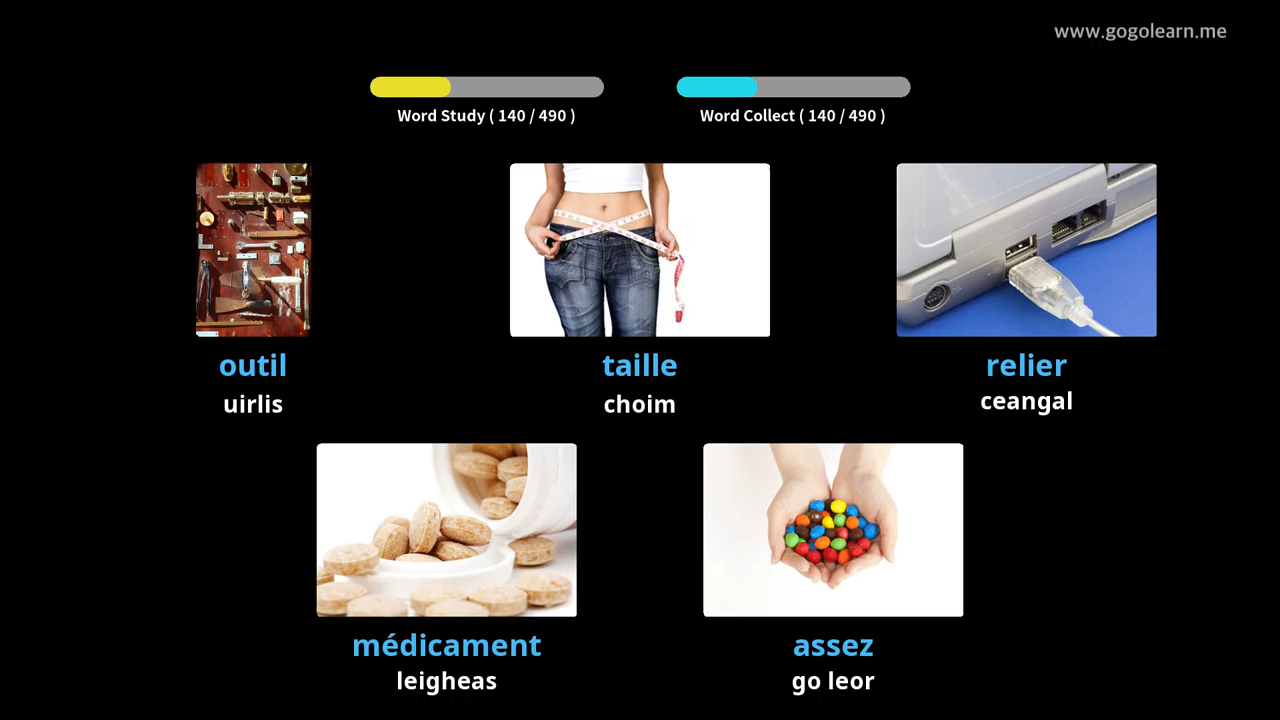 www.gogolearn.me
Word Study ( 140 / 490 )
Word Collect ( 140 / 490 )
outil
uirlis
taille
choim
relier
ceangal
médicament
leigheas
assez
go leor